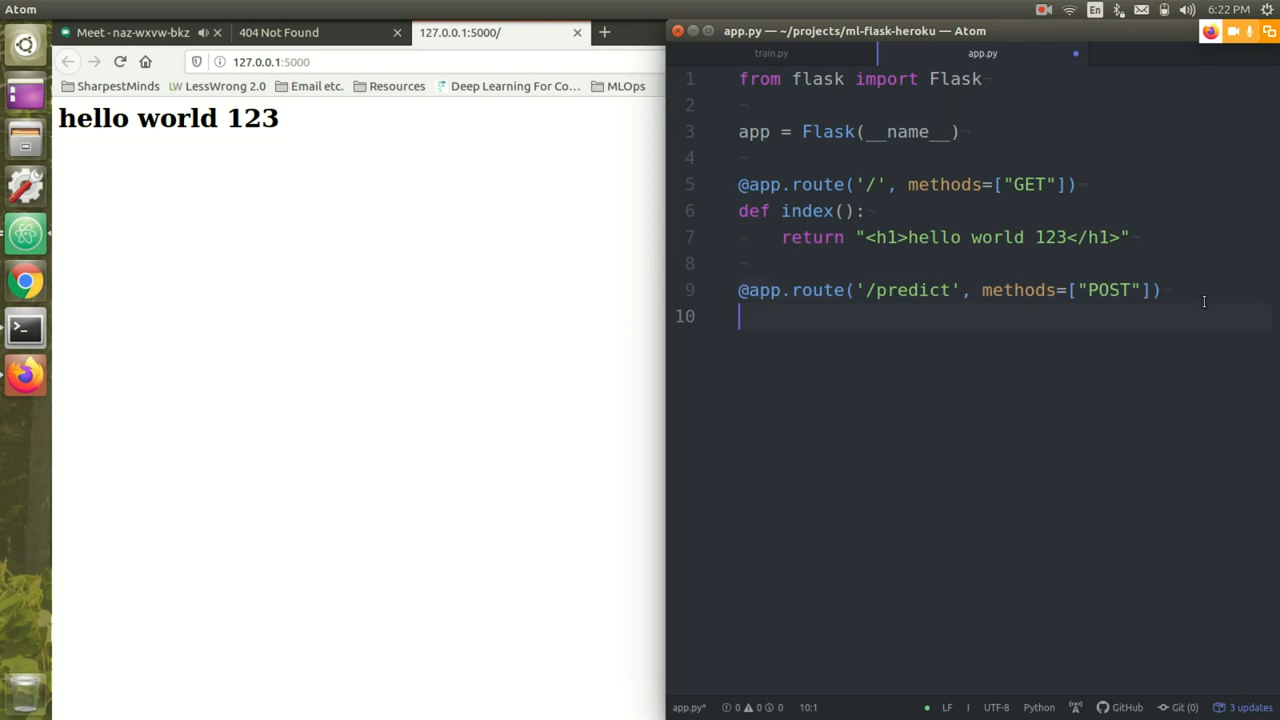 Atom
En
6:22 PM
Meet - naz-wxvw-bkz
404 Not Found
127.0.0.1:5000/
127.0.0.1:5000
SharpestMinds
LW LessWrong 2.0
Email etc.
Resources
Deep Learning For Co…
MLOps
hello world 123
app.py — ~/projects/ml-flask-heroku — Atom
train.py
app.py
1 from flask import Flask
2
3 app = Flask(__name__)
4
5 @app.route('/', methods=["GET"])
6 def index():
7 return "<h1>hello world 123</h1>"
8
9 @app.route('/predict', methods=["POST"])
10
app.py* 0 0 0 10:1 LF UTF-8 Python GitHub Git (0) 3 updates